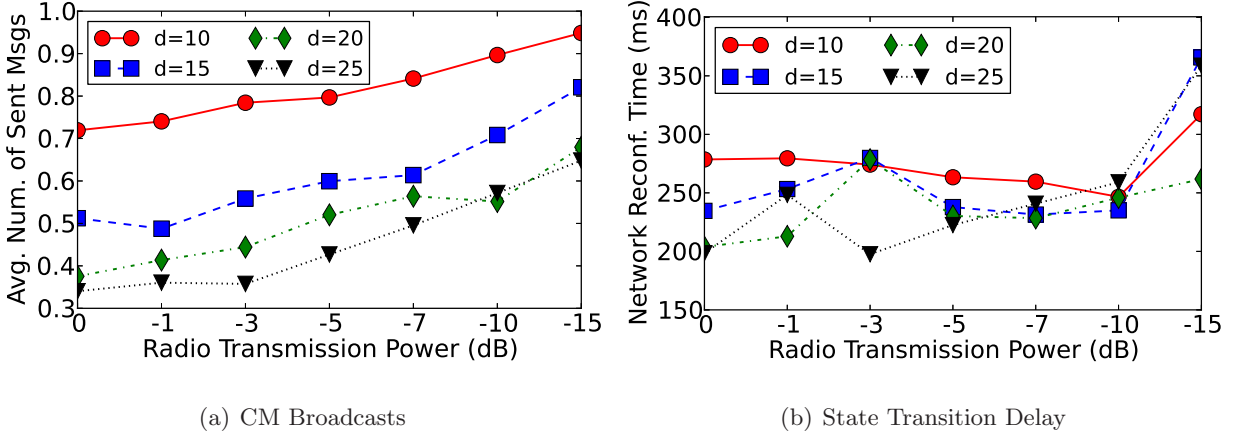 Avg. Num. of Sent Msgs
1.0
0.9
0.8
0.7
0.6
0.5
0.4
0.3
d=10
d=15
d=20
d=25
0 -1 -3 -5 -7 -10 -15
Radio Transmission Power (dB)
(a) CM Broadcasts
Network Reconf. Time (ms)
400
350
300
250
200
150
d=10
d=15
d=20
d=25
0 -1 -3 -5 -7 -10 -15
Radio Transmission Power (dB)
(b) State Transition Delay